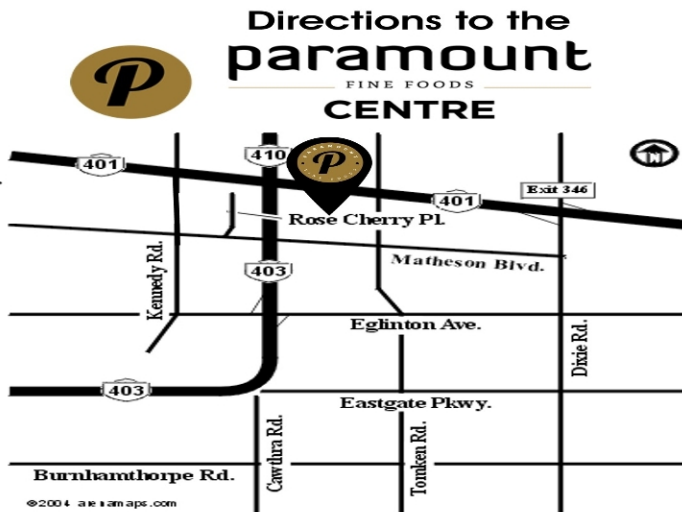 Directions to the
P
paramount
FINE FOODS
CENTRE
410
401
P
Exit 346
401
Rose Cherry Pl.
Kennedy Rd.
403
Matheson Blvd.
Eglinton Ave.
Dixie Rd.
403
Eastgate Pkwy.
Cawthra Rd.
Tomken Rd.
Burnhamthorpe Rd.
©2004 arenamaps.com
N